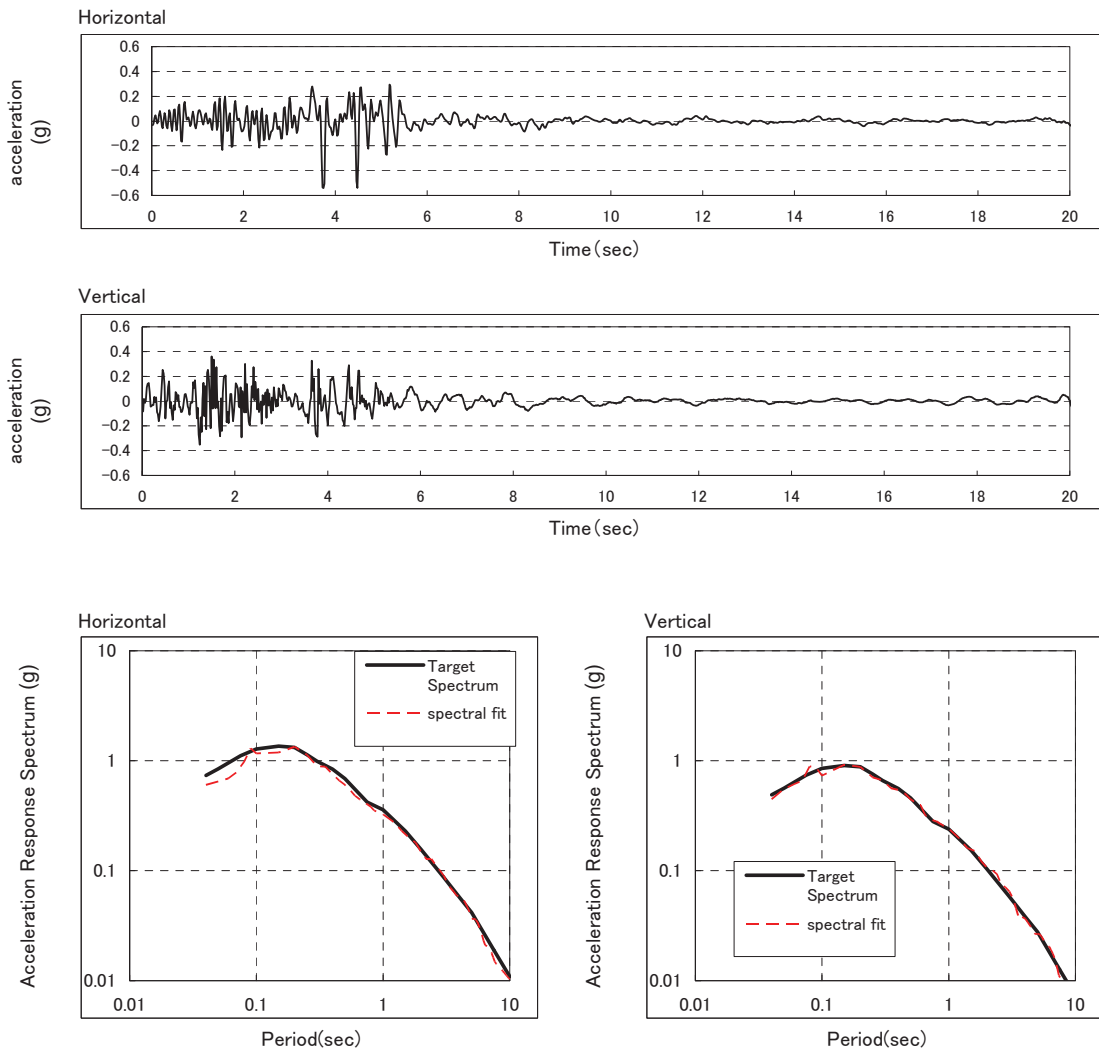 Horizontal
acceleration
(g)
0.6
0.4
0.2
0
-0.2
-0.4
-0.6
0 2 4 6 8 10 12 14 16 18 20
Time(sec)
Vertical
acceleration
(g)
0.6
0.4
0.2
0
-0.2
-0.4
-0.6
0 2 4 6 8 10 12 14 16 18 20
Time(sec)
Horizontal
Acceleration Response Spectrum (g)
10
1
0.1
0.01
0.01 0.1 1 10
Period(sec)
Target
Spectrum
spectral fit
Vertical
Acceleration Response Spectrum (g)
10
1
0.1
0.01
0.01 0.1 1 10
Period(sec)
Target
Spectrum
spectral fit